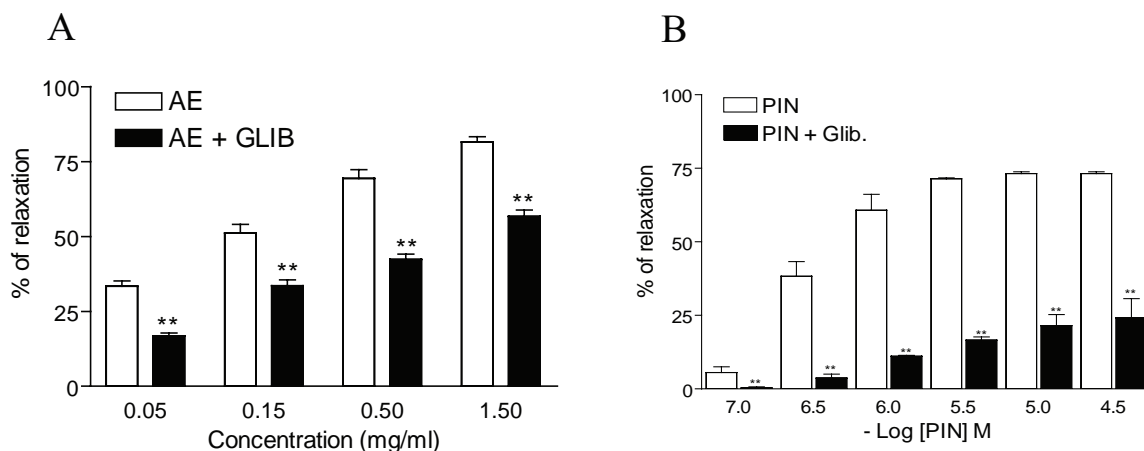 A
100
75
50
25
0
% of relaxation
AE
AE + GLIB
**
**
**
**
0.05 0.15 0.50 1.50
Concentration (mg/ml)
B
100
75
50
25
0
% of relaxation
PIN
PIN + Glib.
**
**
**
**
**
**
7.0 6.5 6.0 5.5 5.0 4.5
- Log [PIN] M